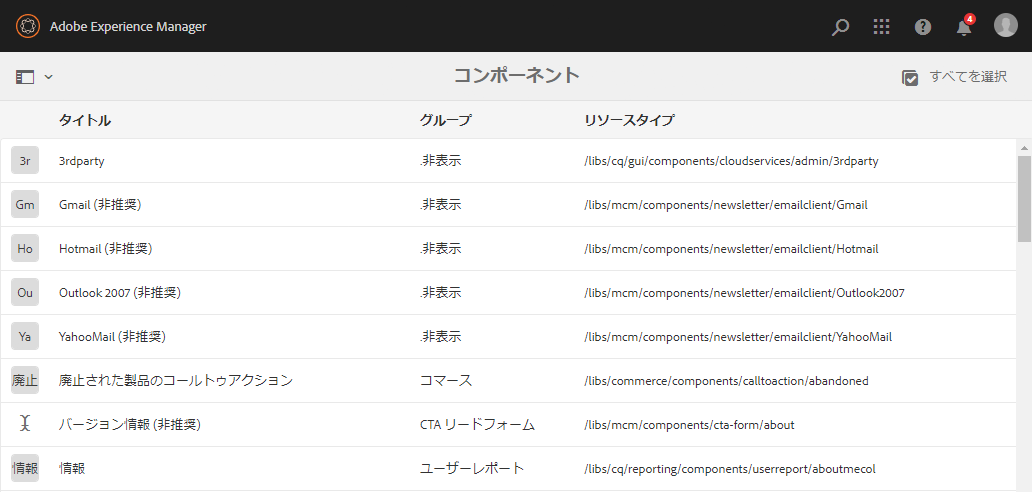 Adobe Experience Manager
4
コンポーネント
すべてを選択
タイトル グループ リソースタイプ
3r 3rdparty .非表示 /libs/cq/gui/components/cloudservices/admin/3rdparty
Gm Gmail (非推奨) .非表示 /libs/mcm/components/newsletter/emailclient/Gmail
Ho Hotmail (非推奨) .非表示 /libs/mcm/components/newsletter/emailclient/Hotmail
Ou Outlook 2007 (非推奨) .非表示 /libs/mcm/components/newsletter/emailclient/Outlook2007
Ya YahooMail (非推奨) .非表示 /libs/mcm/components/newsletter/emailclient/YahooMail
廃止 廃止された製品のコールトゥアクション コマース /libs/commerce/components/calltoaction/abandoned
バージョン情報 (非推奨) CTA リードフォーム /libs/mcm/components/cta-form/about
情報 情報 ユーザーレポート /libs/cq/reporting/components/userreport/aboutmecol